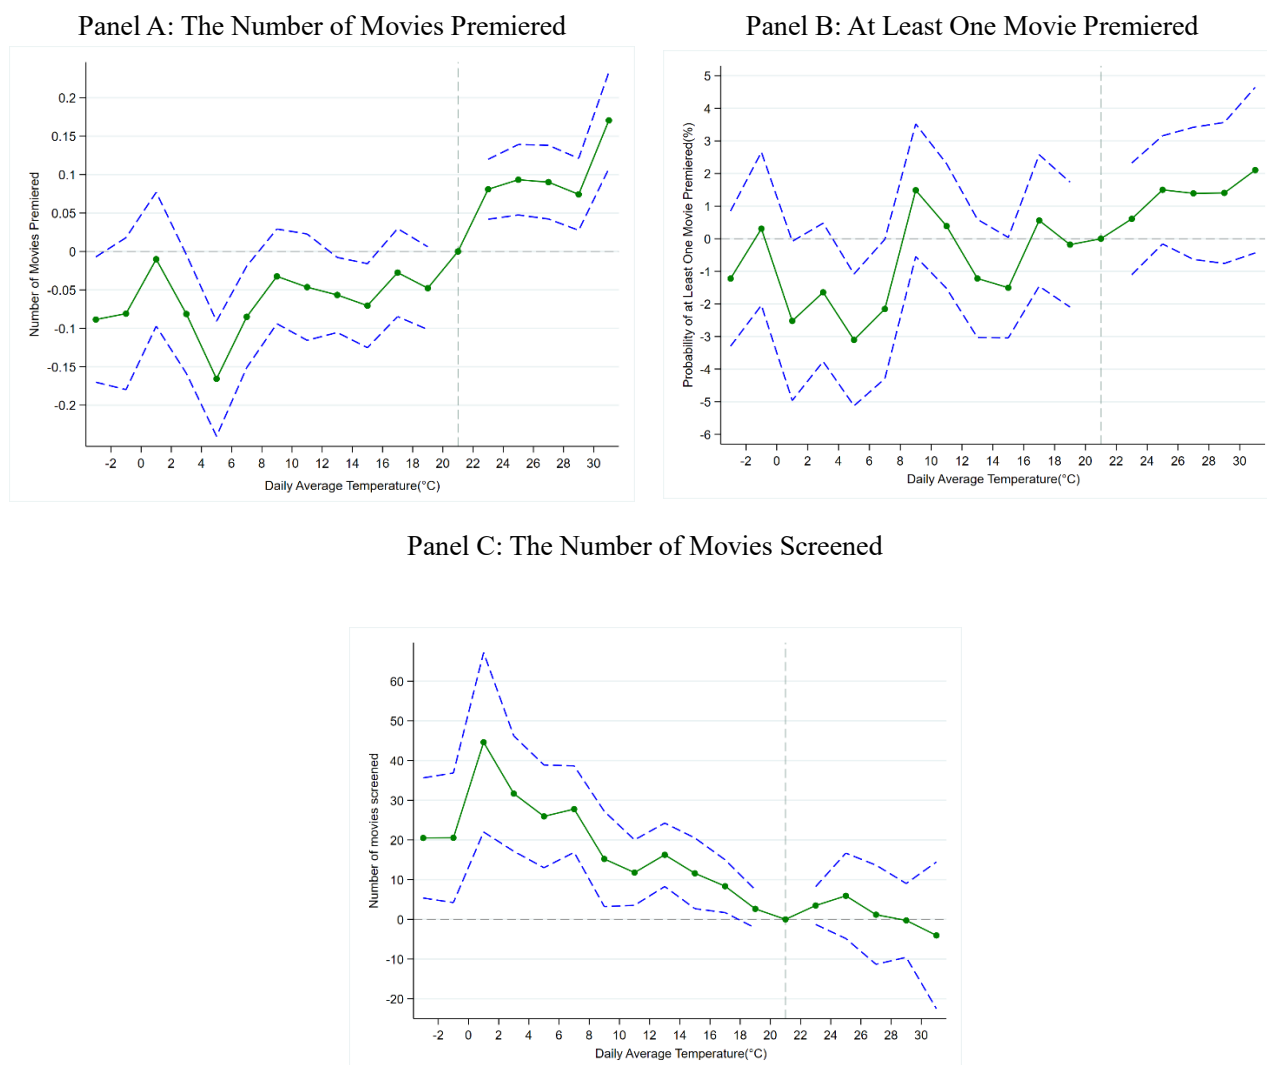 Panel A: The Number of Movies Premiered
Number of Movies Premiered
0.2
0.15
0.1
0.05
0
-0.05
-0.1
-0.15
-0.2
-2 0 2 4 6 8 10 12 14 16 18 20 22 24 26 28 30
Daily Average Temperature(°C)
Panel B: At Least One Movie Premiered
Probability of at Least One Movie Premiered(%)
5
4
3
2
1
0
-1
-2
-3
-4
-5
-6
-2 0 2 4 6 8 10 12 14 16 18 20 22 24 26 28 30
Daily Average Temperature(°C)
Panel C: The Number of Movies Screened
Number of movies screened
60
50
40
30
20
10
0
-10
-20
-2 0 2 4 6 8 10 12 14 16 18 20 22 24 26 28 30
Daily Average Temperature(°C)